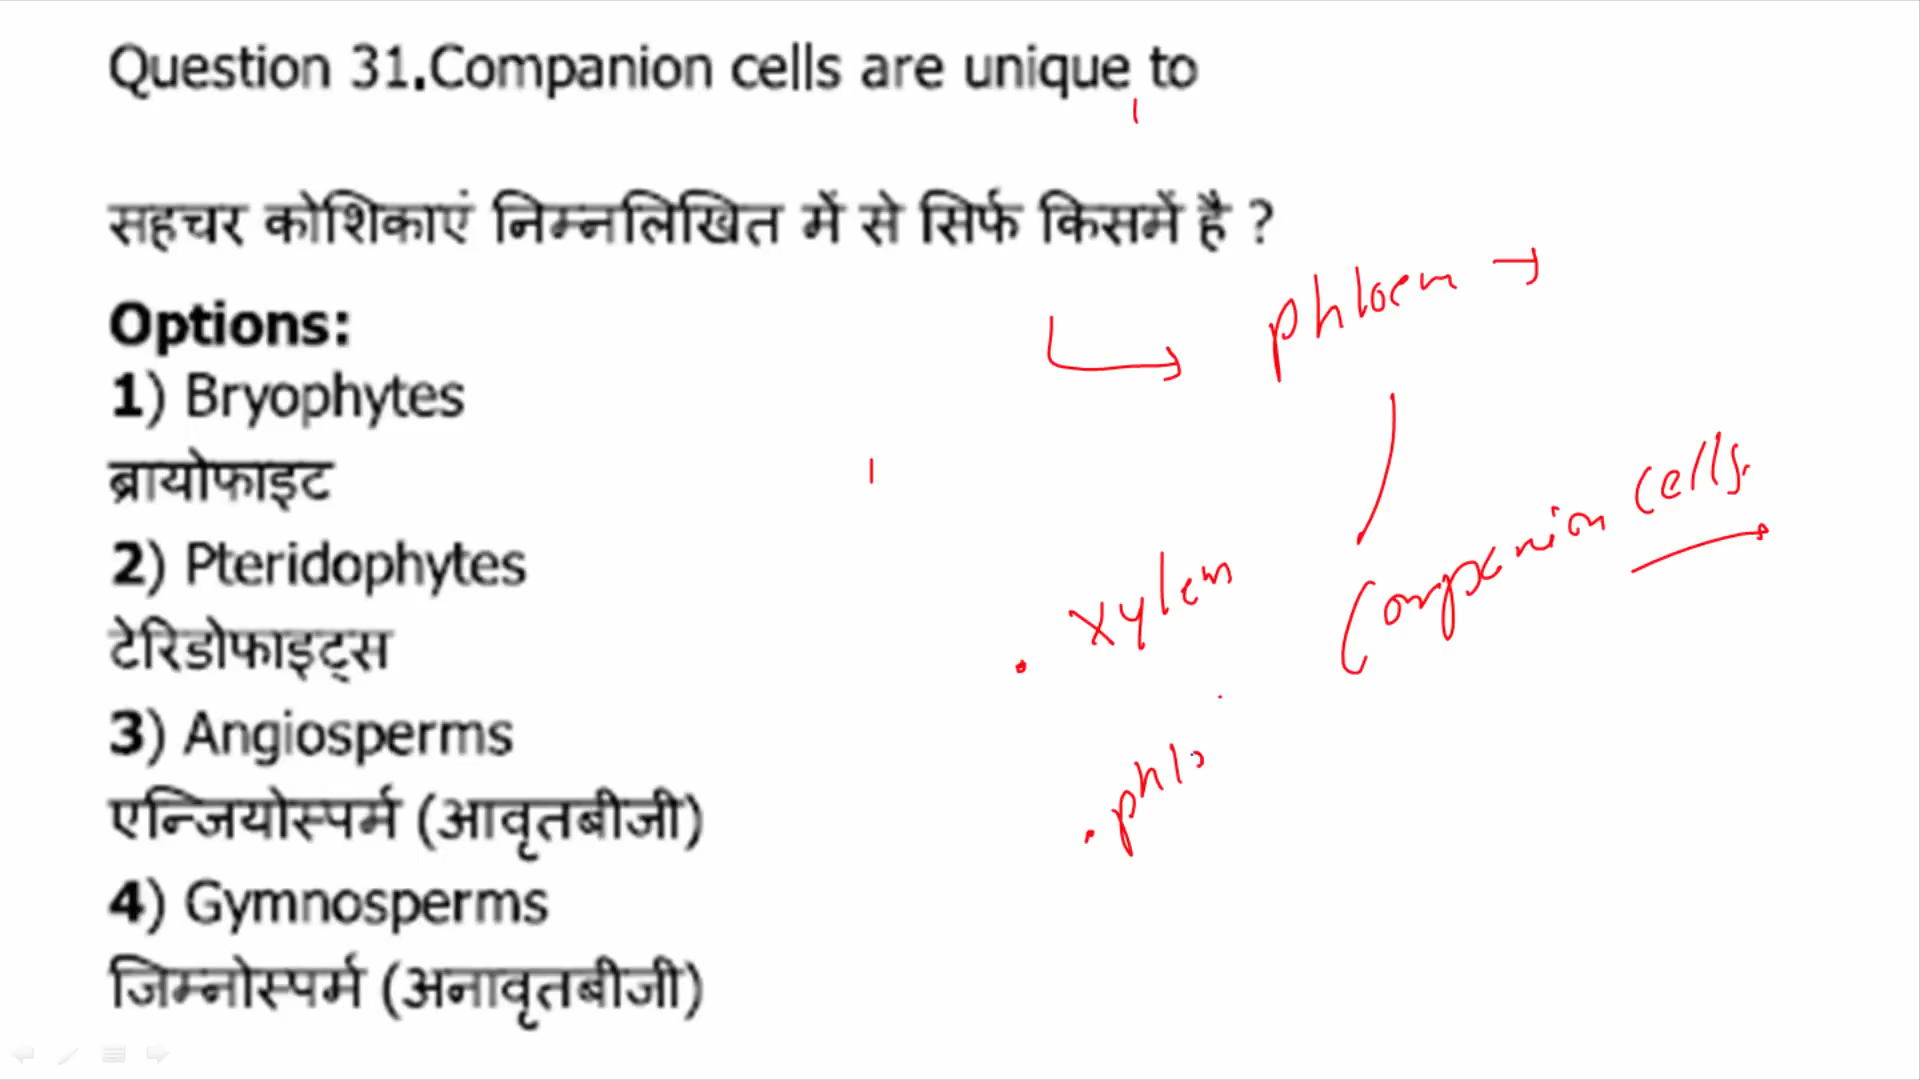 Question 31.Companion cells are unique to
सहचर कोशिकाएं निम्नलिखित में से सिर्फ किसमें है ?
Options:
1) Bryophytes
ब्रायोफाइट
2) Pteridophytes
टेरिडोफाइट्स
3) Angiosperms
एन्जियोस्पर्म (आवृतबीजी)
4) Gymnosperms
जिम्नोस्पर्म (अनावृतबीजी)
phloem →
Companion cells.
xylem
phlo